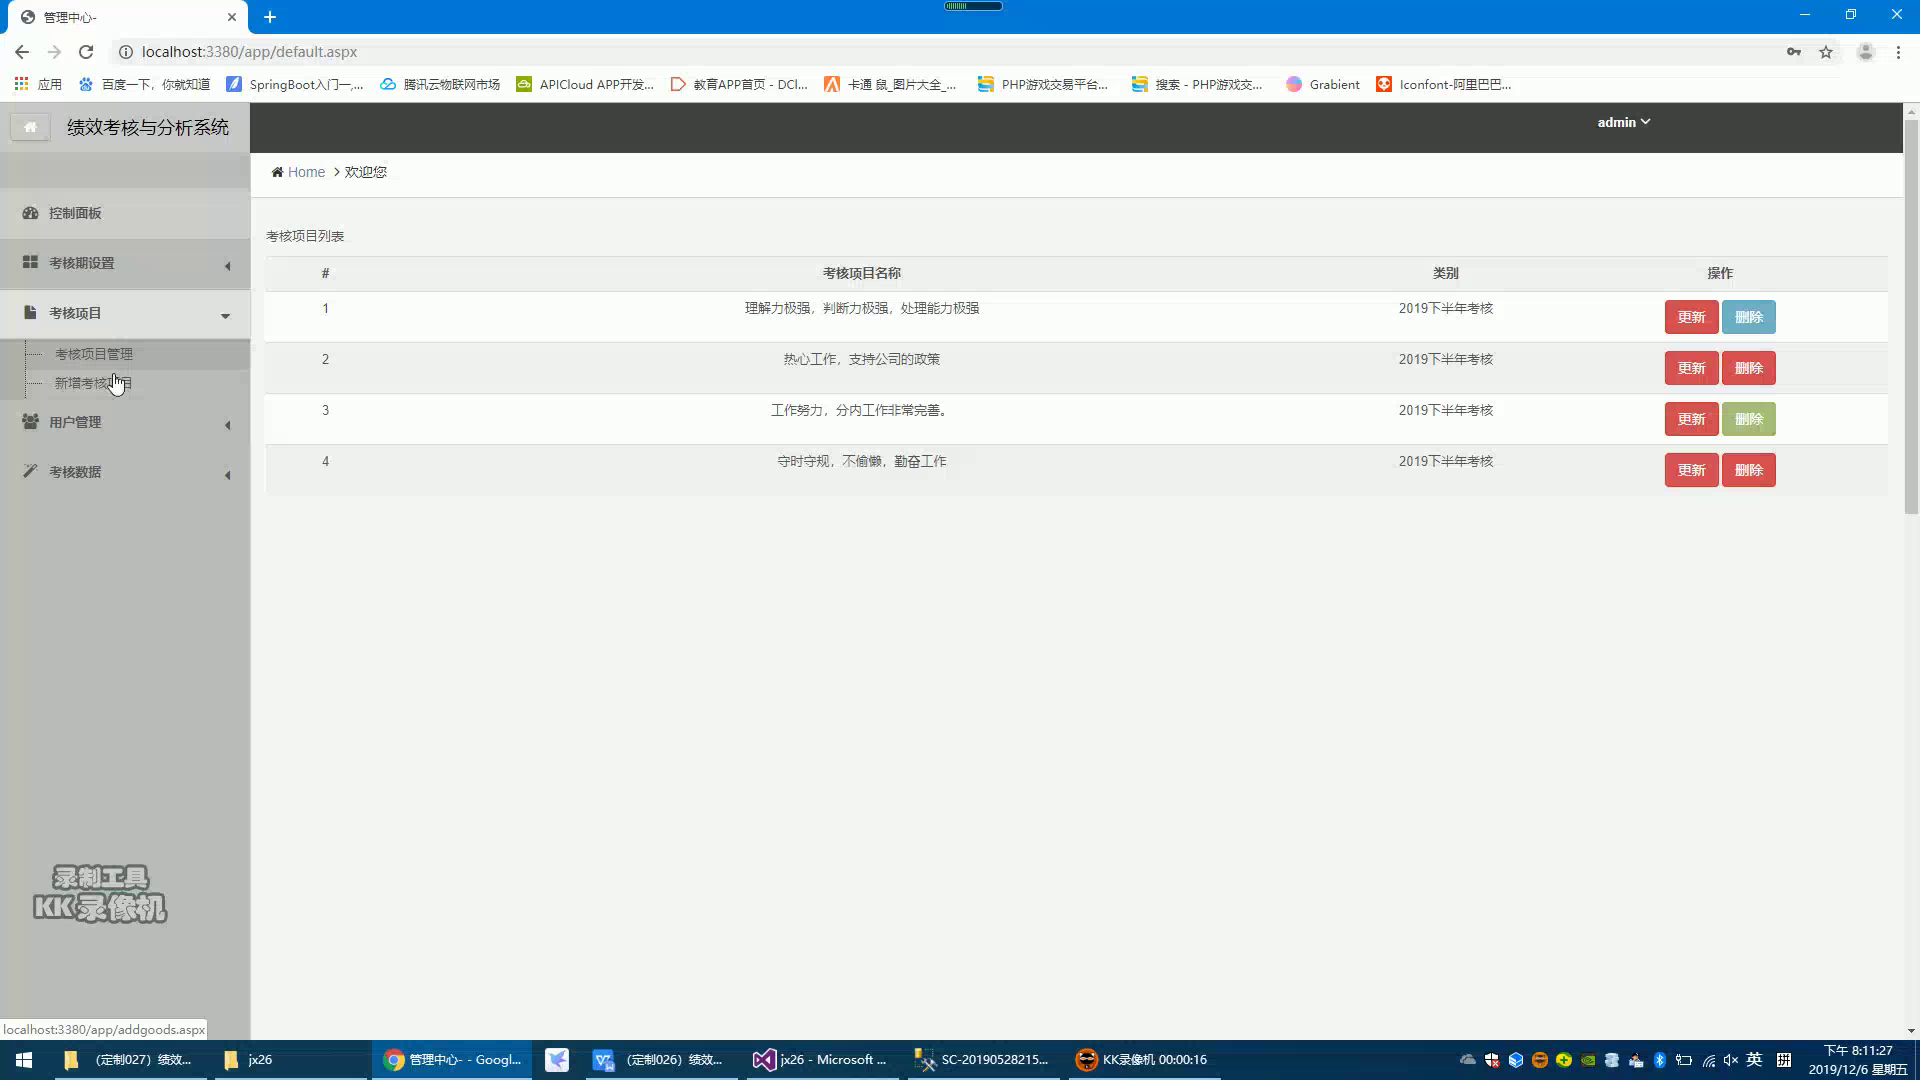 管理中心-
localhost:3380/app/default.aspx
应用 百度一下，你就知道 SpringBoot入门一,... 腾讯云物联网市场 APICloud APP开发... 教育APP首页 - DCl... 卡通 鼠_图片大全_... PHP游戏交易平台... 搜索 - PHP游戏交... Grabient Iconfont-阿里巴巴...
绩效考核与分析系统
admin
Home 欢迎您
控制面板
考核期设置
考核项目
考核项目管理
新增考核项目
用户管理
考核数据
考核项目列表
# 考核项目名称 类别 操作
1 理解力极强，判断力极强，处理能力极强 2019下半年考核 更新 删除
2 热心工作，支持公司的政策 2019下半年考核 更新 删除
3 工作努力，分内工作非常完善。 2019下半年考核 更新 删除
4 守时守规，不偷懒，勤奋工作 2019下半年考核 更新 删除
录制工具
KK录像机
localhost:3380/app/addgoods.aspx
（定制027）绩效... jx26 管理中心- - Googl... （定制026）绩效... jx26 - Microsoft ... SC-20190528215... KK录像机 00:00:16 英 拼
下午 8:11:27
2019/12/6 星期五